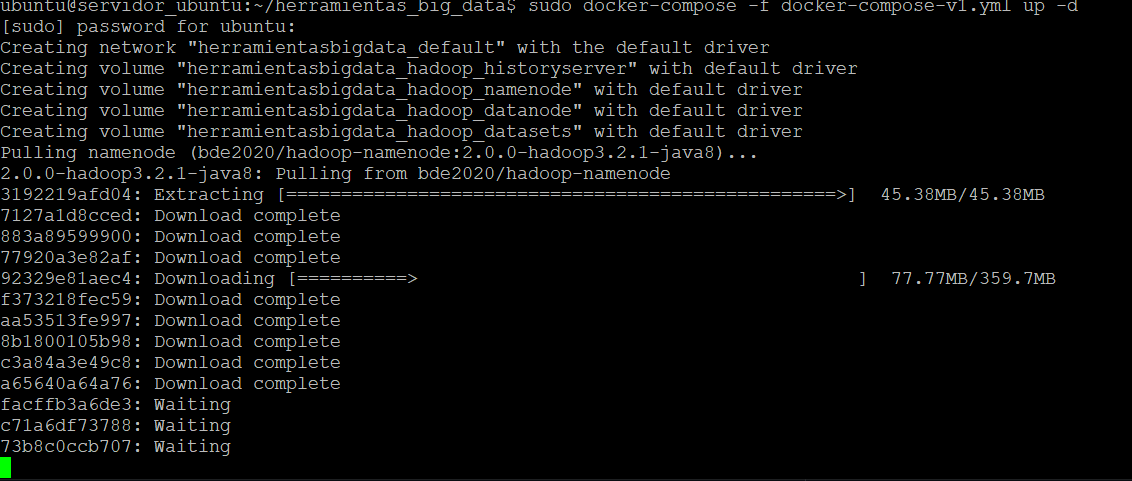 ubuntu@servidor_ubuntu:~/herramientas_big_data$ sudo docker-compose -f docker-compose-v1.yml up -d
[sudo] password for ubuntu:
Creating network "herramientasbigdata_default" with the default driver
Creating volume "herramientasbigdata_hadoop_historyserver" with default driver
Creating volume "herramientasbigdata_hadoop_namenode" with default driver
Creating volume "herramientasbigdata_hadoop_datanode" with default driver
Creating volume "herramientasbigdata_hadoop_datasets" with default driver
Pulling namenode (bde2020/hadoop-namenode:2.0.0-hadoop3.2.1-java8)...
2.0.0-hadoop3.2.1-java8: Pulling from bde2020/hadoop-namenode
3192219afd04: Extracting [==================================================>]  45.38MB/45.38MB
7127a1d8cced: Download complete
883a89599900: Download complete
77920a3e82af: Download complete
92329e81aec4: Downloading [==========>                                        ]  77.77MB/359.7MB
f373218fec59: Download complete
aa53513fe997: Download complete
8b1800105b98: Download complete
c3a84a3e49c8: Download complete
a65640a64a76: Download complete
facffb3a6de3: Waiting
c71a6df73788: Waiting
73b8c0ccb707: Waiting